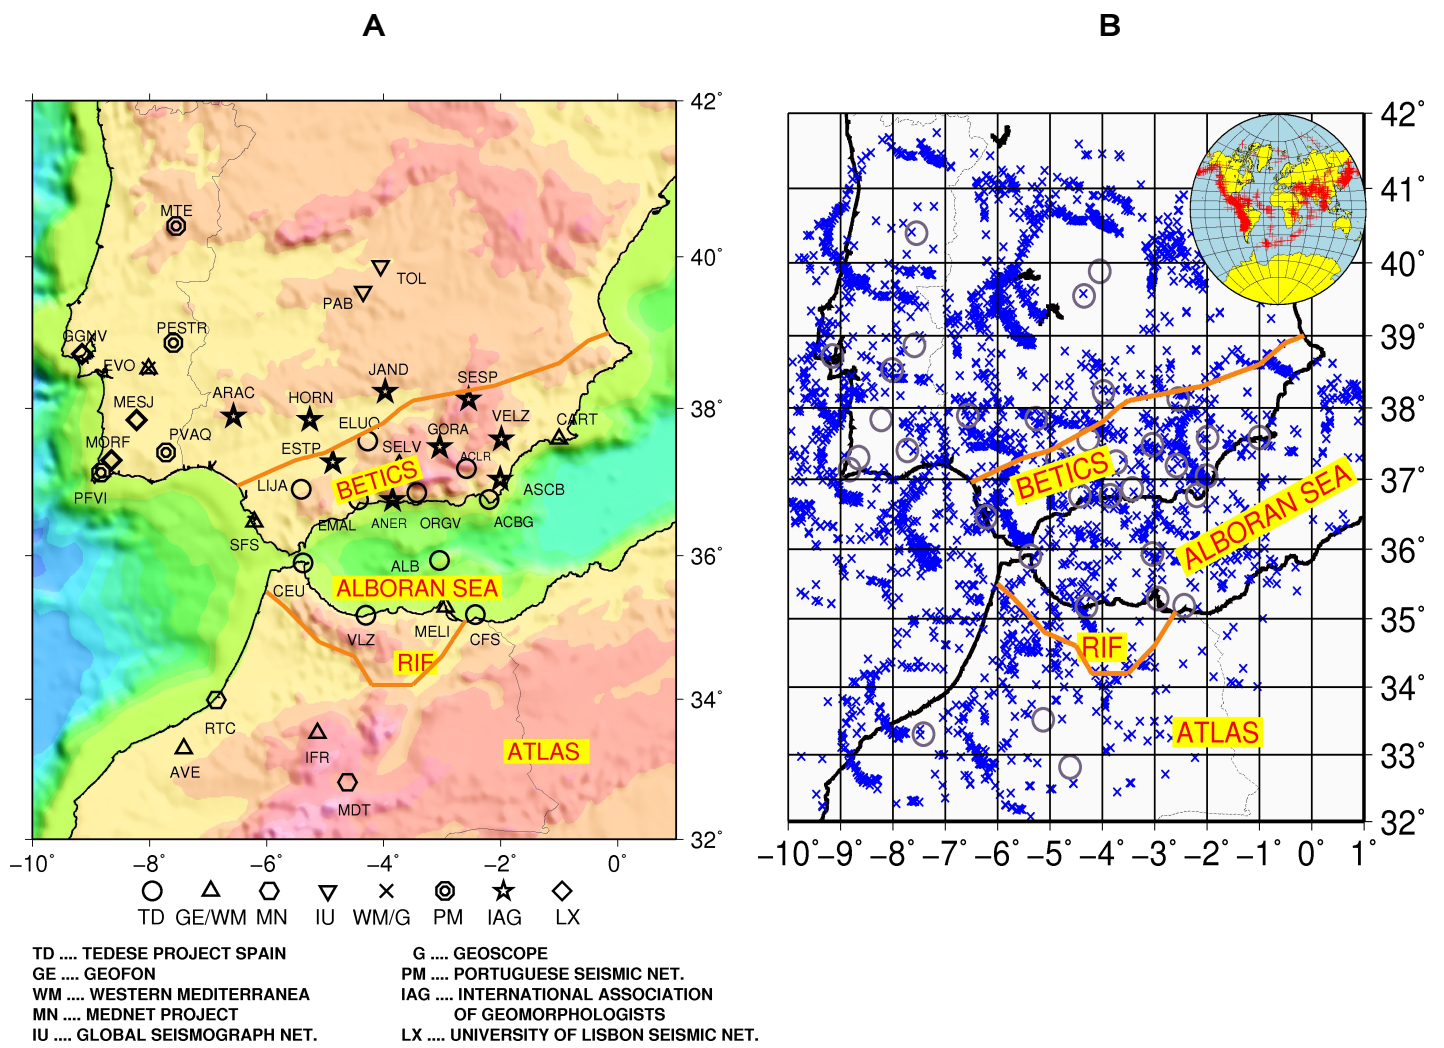 A
B
42°
40°
38°
36°
34°
32°
−10°
−8°
−6°
−4°
−2°
0°
MTE
TOL
PAB
GGNV
PESTR
EVO
JAND
SESP
ARAC
HORN
MESJ
ELUQ
VELZ
CART
GORA
PVAQ
ESTP
SELV
MORF
ACLR
BETICS
LIJA
PFVI
ASCB
EMAL
ANER
ORGV
ACBG
SFS
ALB
CEU
ALBORAN SEA
VLZ
MELI
CFS
RIF
RTC
AVE
IFR
ATLAS
MDT
TD
GE/WM
MN
IU
WM/G
PM
IAG
LX
TD .... TEDESE PROJECT SPAIN
GE .... GEOFON
WM .... WESTERN MEDITERRANEA
MN .... MEDNET PROJECT
IU .... GLOBAL SEISMOGRAPH NET.
G .... GEOSCOPE
PM .... PORTUGUESE SEISMIC NET.
IAG .... INTERNATIONAL ASSOCIATION
OF GEOMORPHOLOGISTS
LX .... UNIVERSITY OF LISBON SEISMIC NET.
42°
41°
40°
39°
38°
37°
36°
35°
34°
33°
32°
BETICS
ALBORAN SEA
RIF
ATLAS
−10
−9°
−8°
−7°
−6°
−5°
−4°
−3°
−2°
−1°
0°
1°